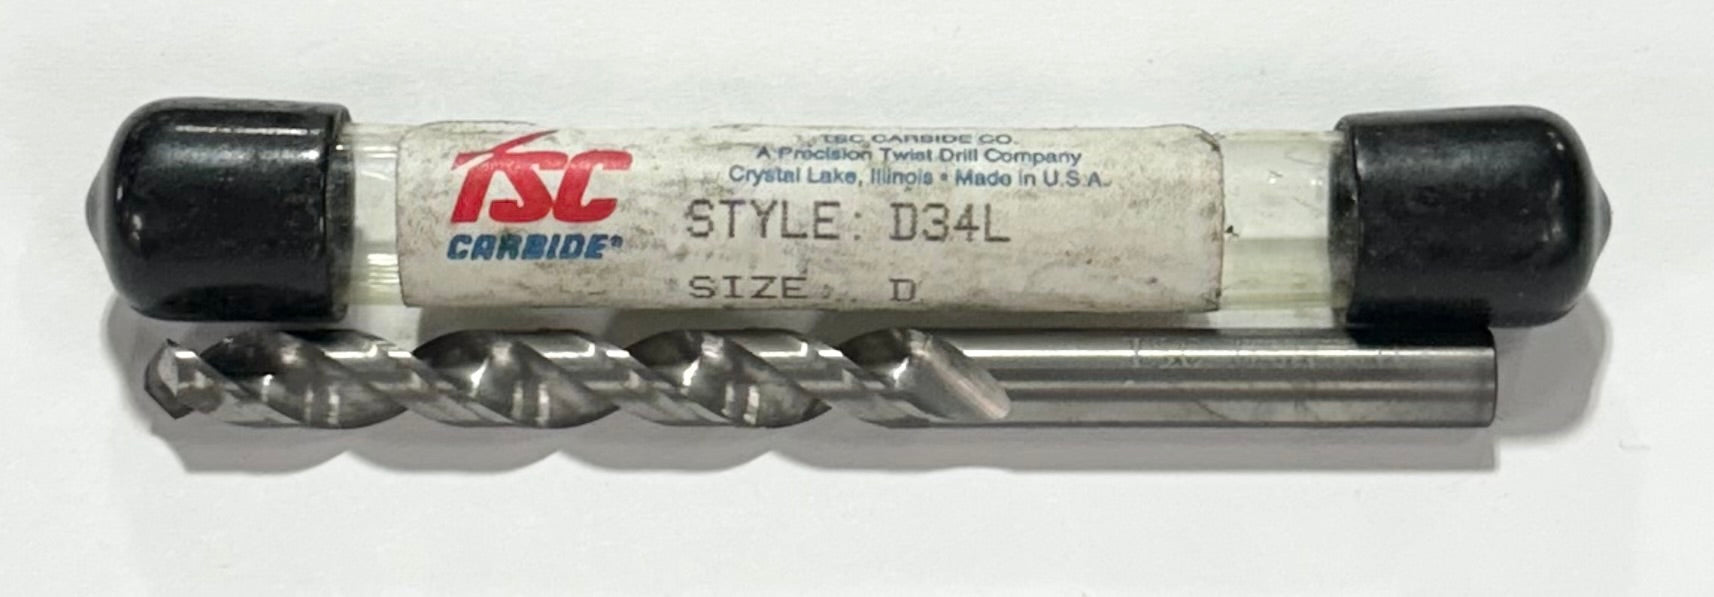 TSC
CARBIDE®
TSC CARBIDE CO.
A Precision Twist Drill Company
Crystal Lake, Illinois • Made in U.S.A.
STYLE: D34L
SIZE: D